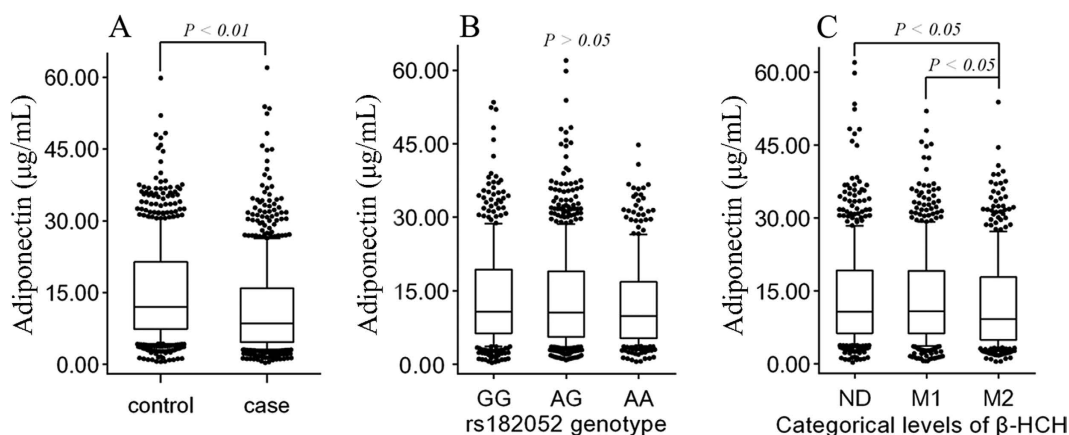 A
P < 0.01
Adiponectin (µg/mL)
60.00
45.00
30.00
15.00
0.00
control case
B
P > 0.05
Adiponectin (µg/mL)
60.00
45.00
30.00
15.00
0.00
GG AG AA
rs182052 genotype
C
P < 0.05
P < 0.05
Adiponectin (µg/mL)
60.00
45.00
30.00
15.00
0.00
ND M1 M2
Categorical levels of β-HCH